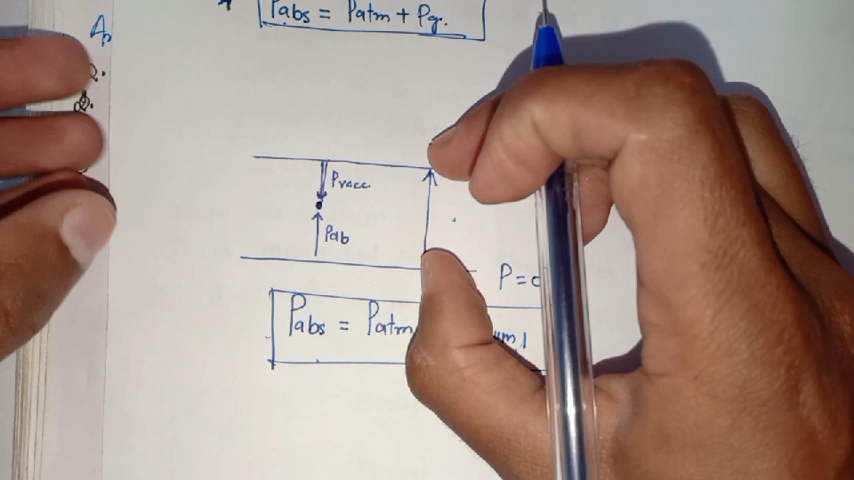 Pabs = Patm + Pg.
Pvacc.
Pab
P=
Pabs = Patm